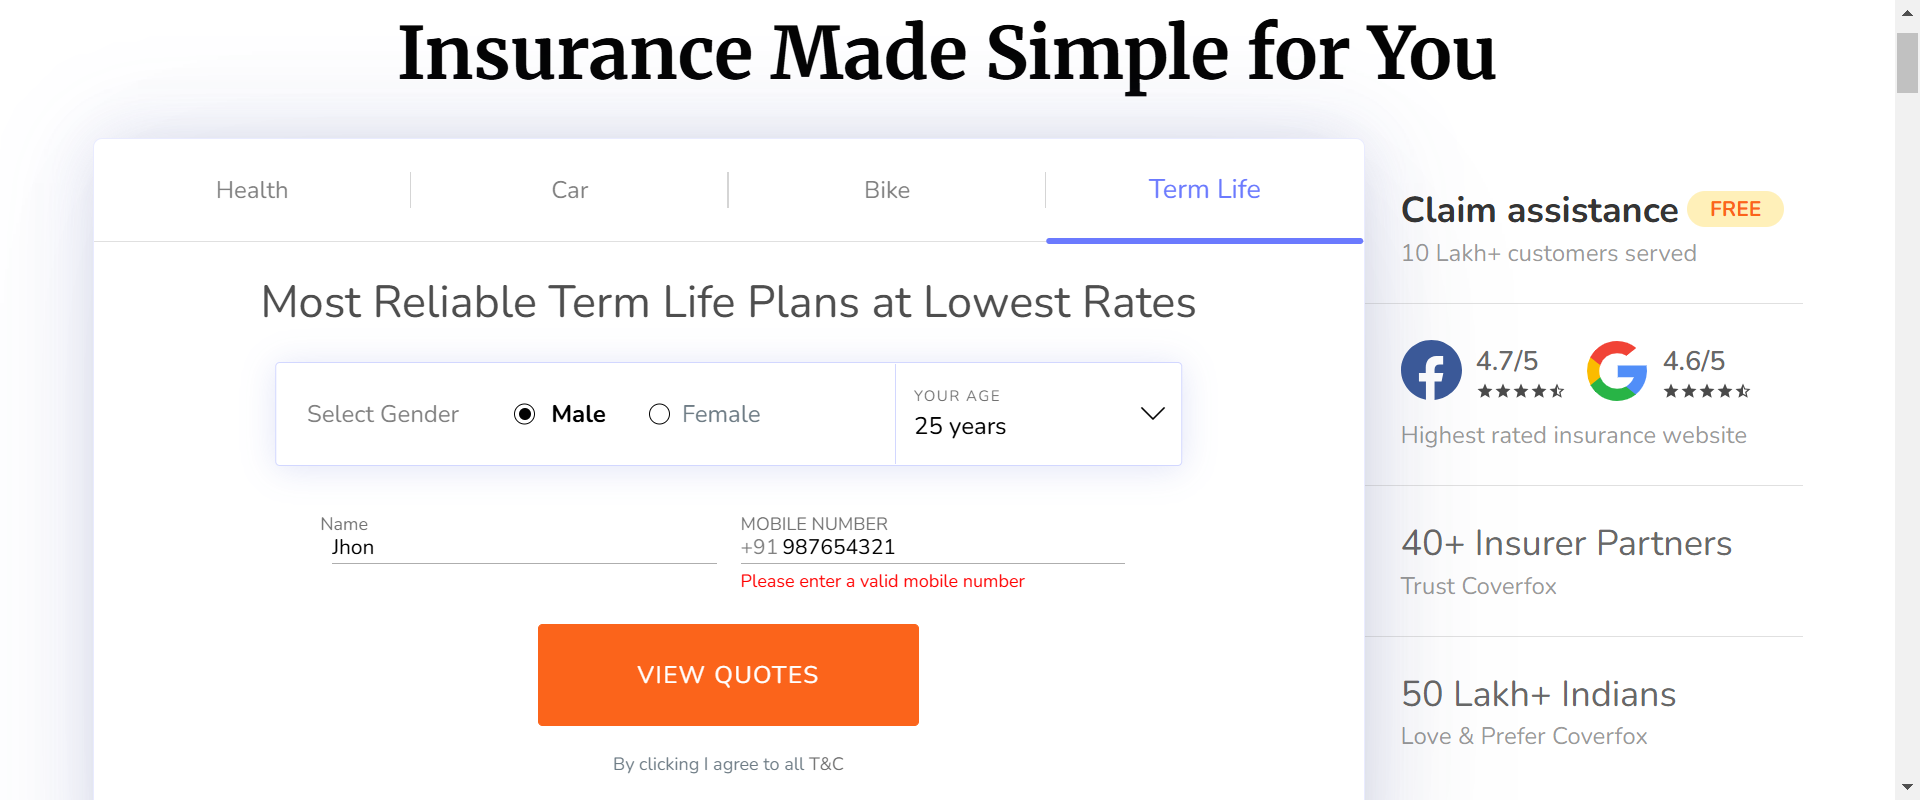 Insurance Made Simple for You
Health
Car
Bike
Term Life
Most Reliable Term Life Plans at Lowest Rates
Select Gender
Male
Female
YOUR AGE
25 years
Name
Jhon
MOBILE NUMBER
+91 987654321
Please enter a valid mobile number
VIEW QUOTES
By clicking I agree to all T&C
Claim assistance FREE
10 Lakh+ customers served
4.7/5
4.6/5
Highest rated insurance website
40+ Insurer Partners
Trust Coverfox
50 Lakh+ Indians
Love & Prefer Coverfox